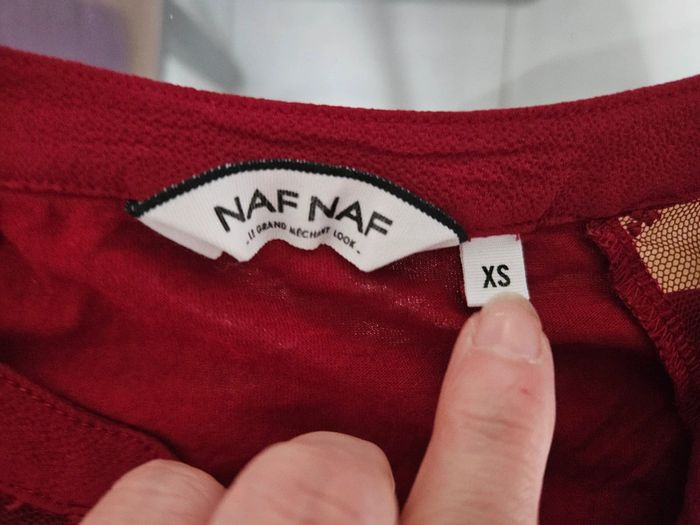 NAF NAF
- LE GRAND MÉCHANT LOOK -
XS